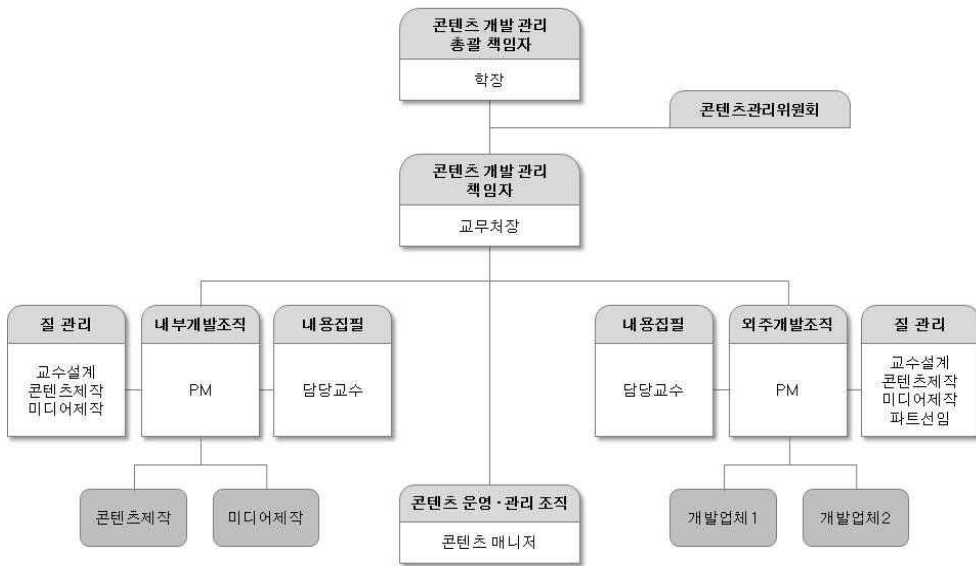 콘텐츠 개발 관리
총괄 책임자
학장
콘텐츠관리위원회
콘텐츠 개발 관리
책임자
교무처장
질 관리
교수설계
콘텐츠제작
미디어제작
내부개발조직
PM
내용집필
담당교수
내용집필
담당교수
외주개발조직
PM
질 관리
교수설계
콘텐츠제작
미디어제작
파트선임
콘텐츠제작
미디어제작
콘텐츠 운영·관리 조직
콘텐츠 매니저
개발업체1
개발업체2